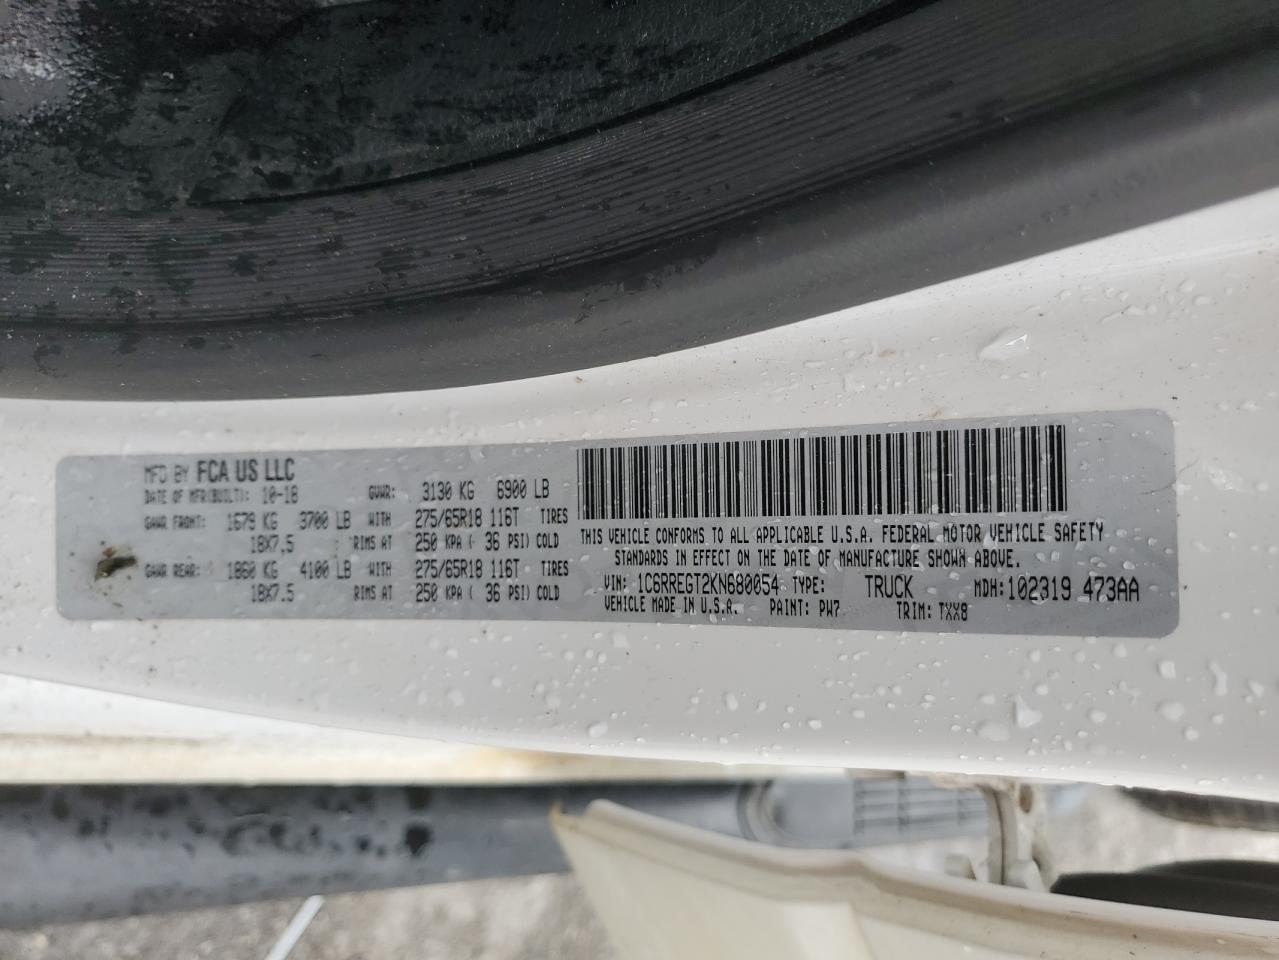 MFD BY FCA US LLC
DATE OF MFR(BUILT): 10-18 GVWR: 3130 KG 6900 LB
GAWR FRONT: 1679 KG 3700 LB WITH 275/65R18 116T TIRES
18X7.5 RIMS AT 250 KPA ( 36 PSI) COLD
GAWR REAR: 1860 KG 4100 LB WITH 275/65R18 116T TIRES
18X7.5 RIMS AT 250 KPA ( 36 PSI) COLD
THIS VEHICLE CONFORMS TO ALL APPLICABLE U.S.A. FEDERAL MOTOR VEHICLE SAFETY
STANDARDS IN EFFECT ON THE DATE OF MANUFACTURE SHOWN ABOVE.
VIN: 1C6RREGT2KN680054 TYPE: TRUCK MDH: 102319 473AA
VEHICLE MADE IN U.S.A. PAINT: PW7 TRIM: TXX8